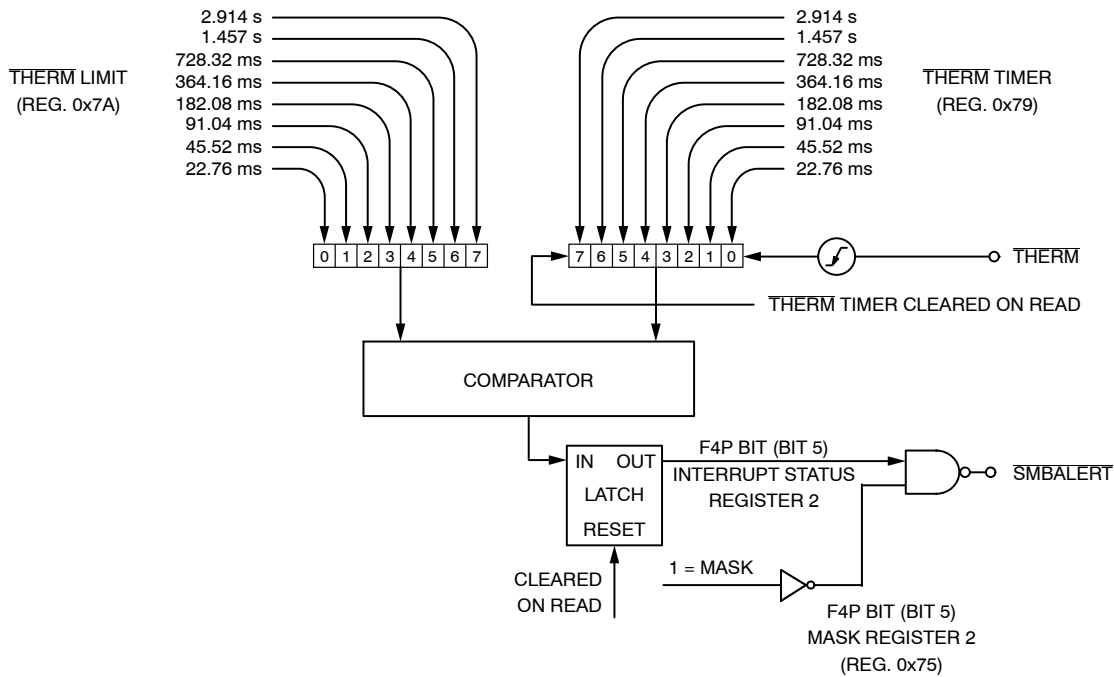 2.914 s
1.457 s
728.32 ms
364.16 ms
182.08 ms
91.04 ms
45.52 ms
22.76 ms
THERM LIMIT
(REG. 0x7A)
2.914 s
1.457 s
728.32 ms
364.16 ms
182.08 ms
91.04 ms
45.52 ms
22.76 ms
THERM TIMER
(REG. 0x79)
0 1 2 3 4 5 6 7
7 6 5 4 3 2 1 0
THERM
THERM TIMER CLEARED ON READ
COMPARATOR
IN OUT
LATCH
RESET
F4P BIT (BIT 5)
INTERRUPT STATUS
REGISTER 2
SMBALERT
CLEARED
ON READ
1 = MASK
F4P BIT (BIT 5)
MASK REGISTER 2
(REG. 0x75)